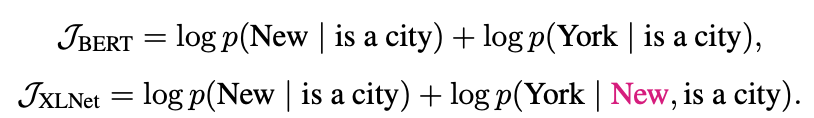 𝒥BERT = log p(New | is a city) + log p(York | is a city),
𝒥XLNet = log p(New | is a city) + log p(York | New, is a city).